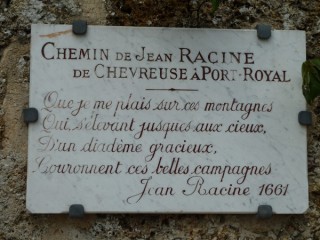 CHEMIN DE JEAN RACINE
DE CHEVREUSE À PORT-ROYAL
Que je me plais sur ces montagnes
Qui, s'élevant jusques aux cieux,
D'un diadème gracieux,
Couronnent ces belles campagnes
Jean Racine 1661